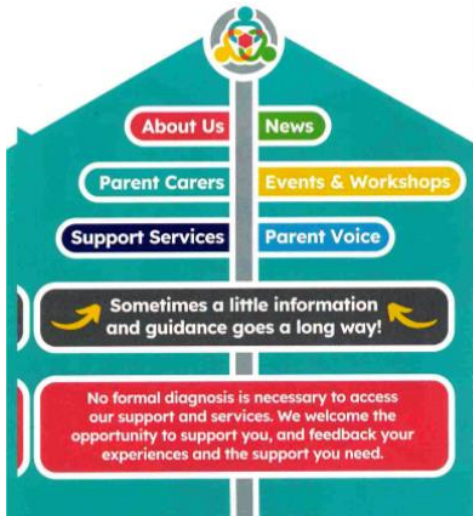 About Us
News
Parent Carers
Events & Workshops
Support Services
Parent Voice
Sometimes a little information
and guidance goes a long way!
No formal diagnosis is necessary to access
our support and services. We welcome the
opportunity to support you, and feedback your
experiences and the support you need.